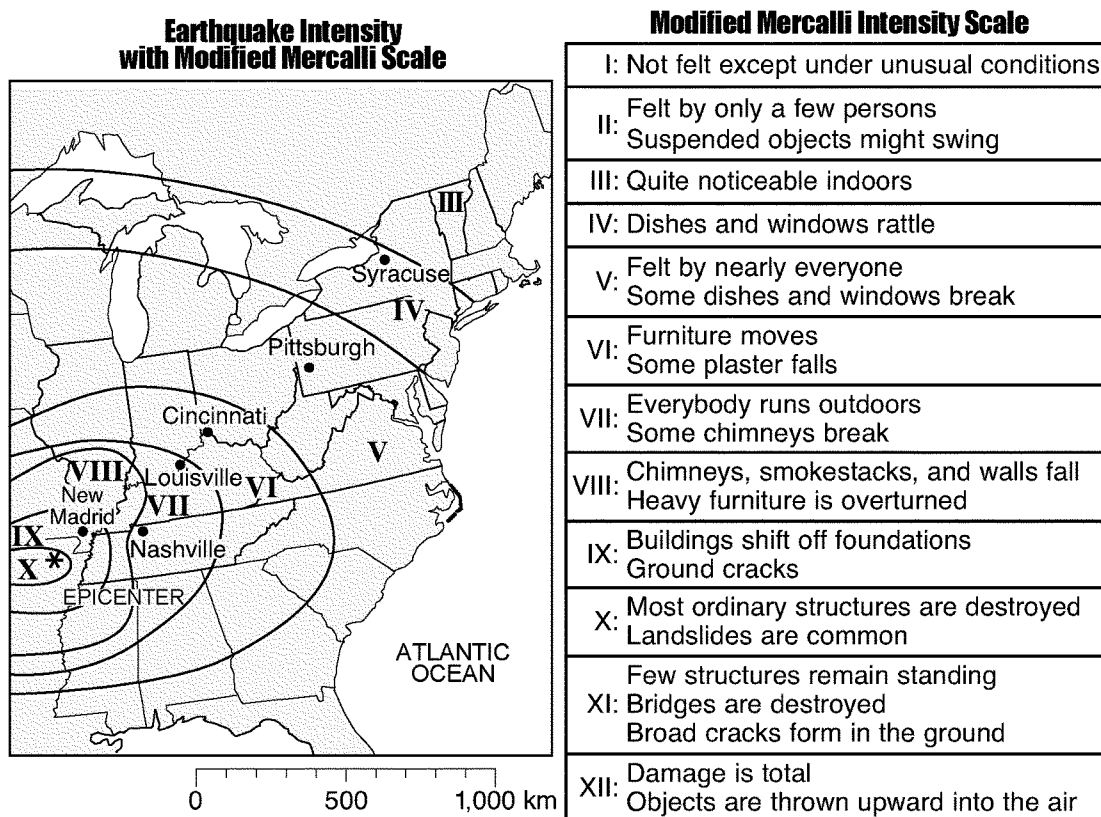 Earthquake Intensity
with Modified Mercalli Scale
III
Syracuse
IV
Pittsburgh
Cincinnati
V
VIII
Louisville
VI
New
Madrid
VII
IX
Nashville
X
*
EPICENTER
ATLANTIC
OCEAN
0 500 1,000 km
Modified Mercalli Intensity Scale
I: Not felt except under unusual conditions
II: Felt by only a few persons
Suspended objects might swing
III: Quite noticeable indoors
IV: Dishes and windows rattle
V: Felt by nearly everyone
Some dishes and windows break
VI: Furniture moves
Some plaster falls
VII: Everybody runs outdoors
Some chimneys break
VIII: Chimneys, smokestacks, and walls fall
Heavy furniture is overturned
IX: Buildings shift off foundations
Ground cracks
X: Most ordinary structures are destroyed
Landslides are common
XI: Few structures remain standing
Bridges are destroyed
Broad cracks form in the ground
XII: Damage is total
Objects are thrown upward into the air